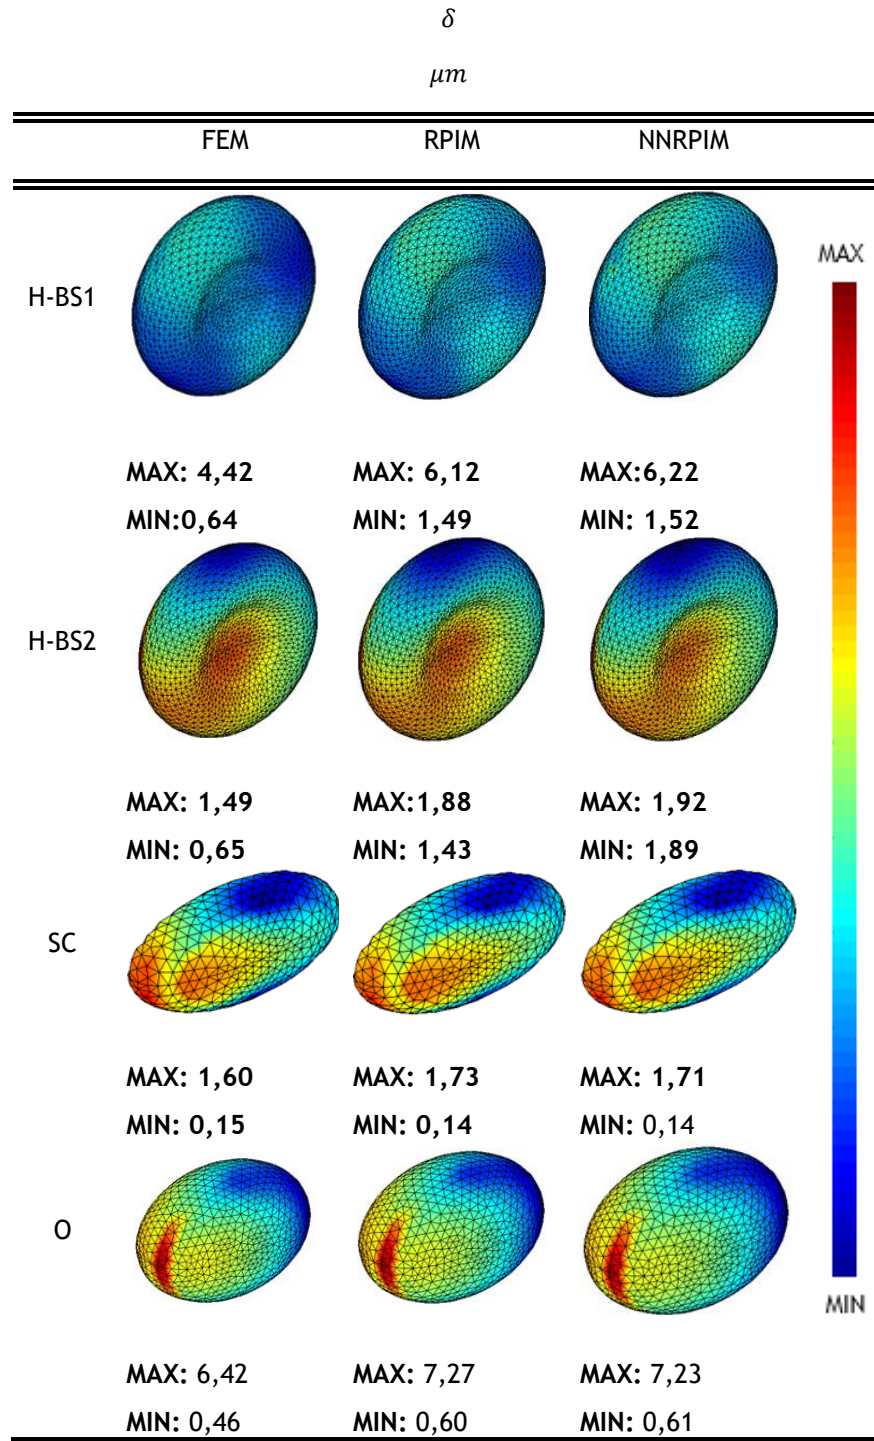 δ
μm
FEM RPIM NNRPIM
MAX
H-BS1
MAX: 4,42 MAX: 6,12 MAX:6,22
MIN:0,64 MIN: 1,49 MIN: 1,52
H-BS2
MAX: 1,49 MAX:1,88 MAX: 1,92
MIN: 0,65 MIN: 1,43 MIN: 1,89
SC
MAX: 1,60 MAX: 1,73 MAX: 1,71
MIN: 0,15 MIN: 0,14 MIN: 0,14
O
MIN
MAX: 6,42 MAX: 7,27 MAX: 7,23
MIN: 0,46 MIN: 0,60 MIN: 0,61